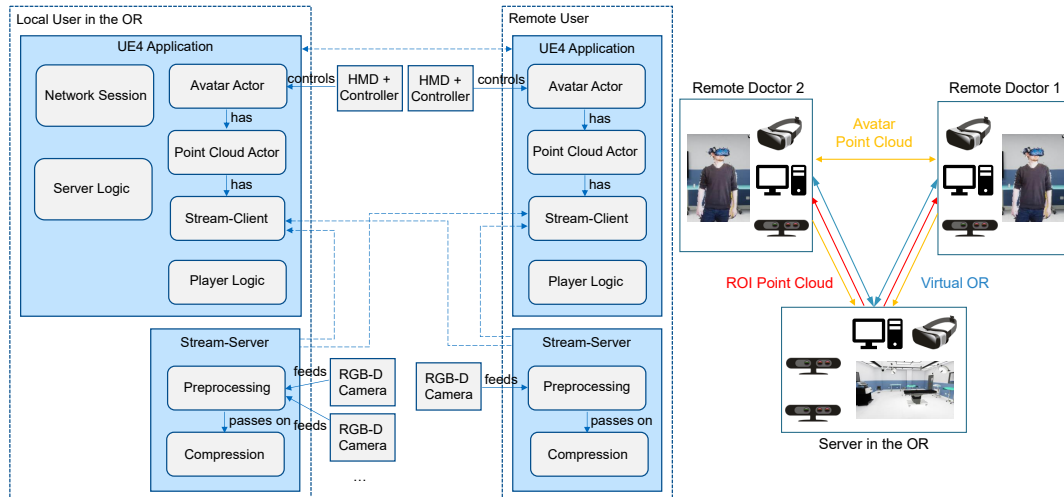 Local User in the OR
UE4 Application
Network Session
Server Logic
Avatar Actor
has
Point Cloud Actor
has
Stream-Client
Player Logic
controls
HMD +
Controller
HMD +
Controller
controls
Stream-Server
Preprocessing
passes on
Compression
feeds
RGB-D
Camera
feeds
RGB-D
Camera
...
Remote User
UE4 Application
Avatar Actor
has
Point Cloud Actor
has
Stream-Client
Player Logic
RGB-D
Camera
feeds
Stream-Server
Preprocessing
passes on
Compression
Remote Doctor 2
Remote Doctor 1
Avatar
Point Cloud
ROI Point Cloud
Virtual OR
Server in the OR